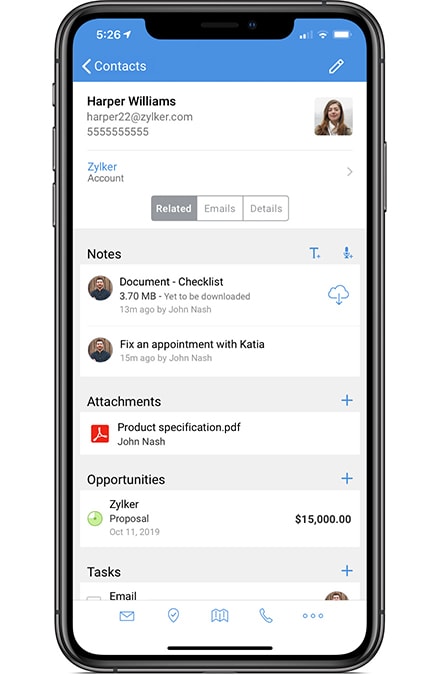 5:26
Contacts
Harper Williams
harper22@zylker.com
5555555555
Zylker
Account
Related Emails Details
Notes
T+
Document - Checklist
3.70 MB - Yet to be downloaded
13m ago by John Nash
Fix an appointment with Katia
15m ago by John Nash
Attachments
Product specification.pdf
John Nash
Opportunities
Zylker
Proposal
$15,000.00
Oct 11, 2019
Tasks
Email